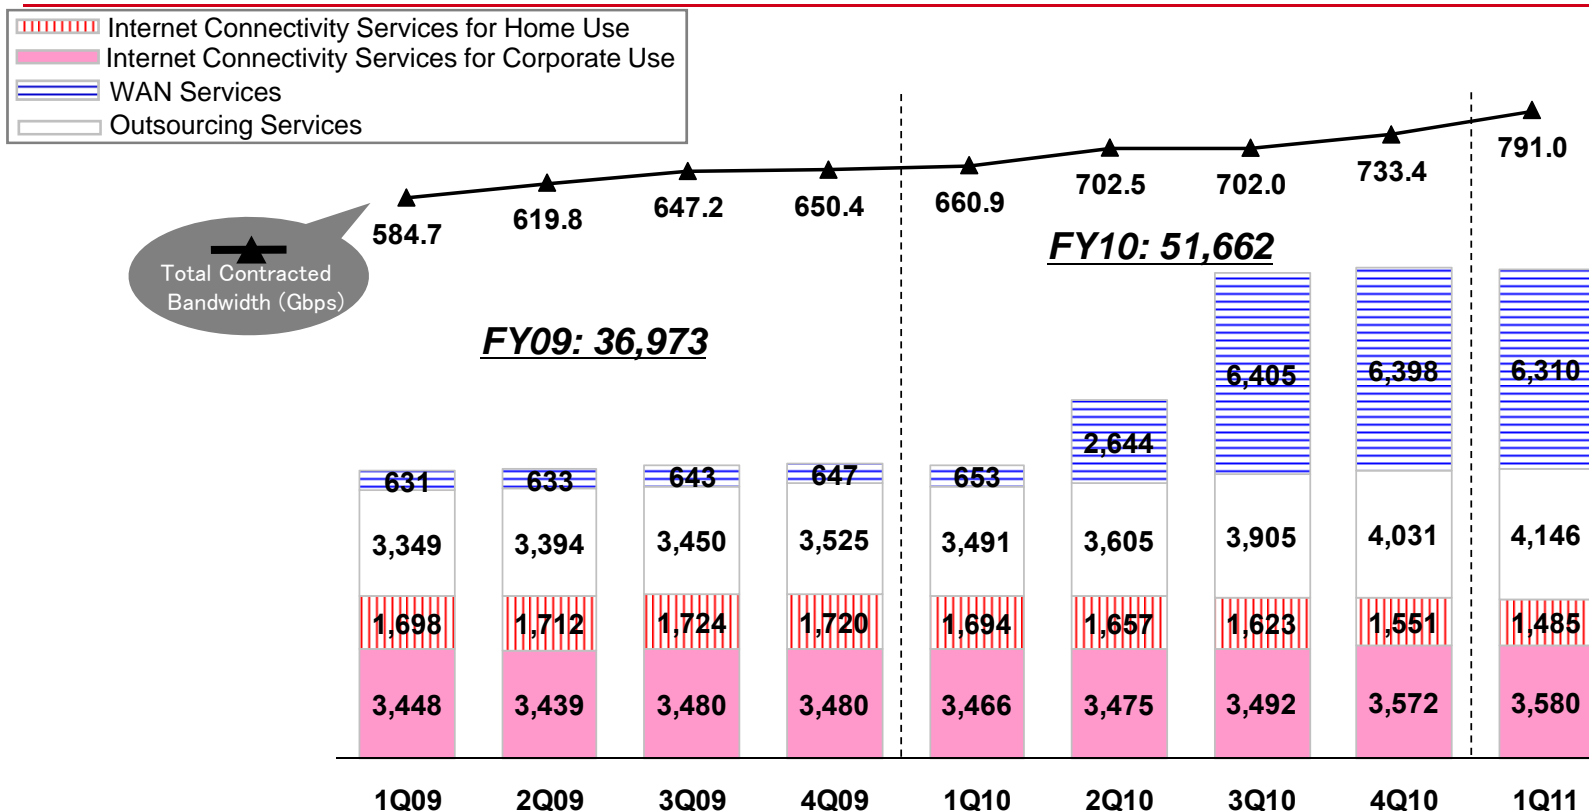 Internet Connectivity Services for Home Use
Internet Connectivity Services for Corporate Use
WAN Services
Outsourcing Services
584.7
619.8
647.2
650.4
660.9
702.5
702.0
733.4
791.0
Total Contracted
Bandwidth (Gbps)
FY09: 36,973
FY10: 51,662
631
633
643
647
653
2,644
6,405
6,398
6,310
3,349
3,394
3,450
3,525
3,491
3,605
3,905
4,031
4,146
1,698
1,712
1,724
1,720
1,694
1,657
1,623
1,551
1,485
3,448
3,439
3,480
3,480
3,466
3,475
3,492
3,572
3,580
1Q09
2Q09
3Q09
4Q09
1Q10
2Q10
3Q10
4Q10
1Q11